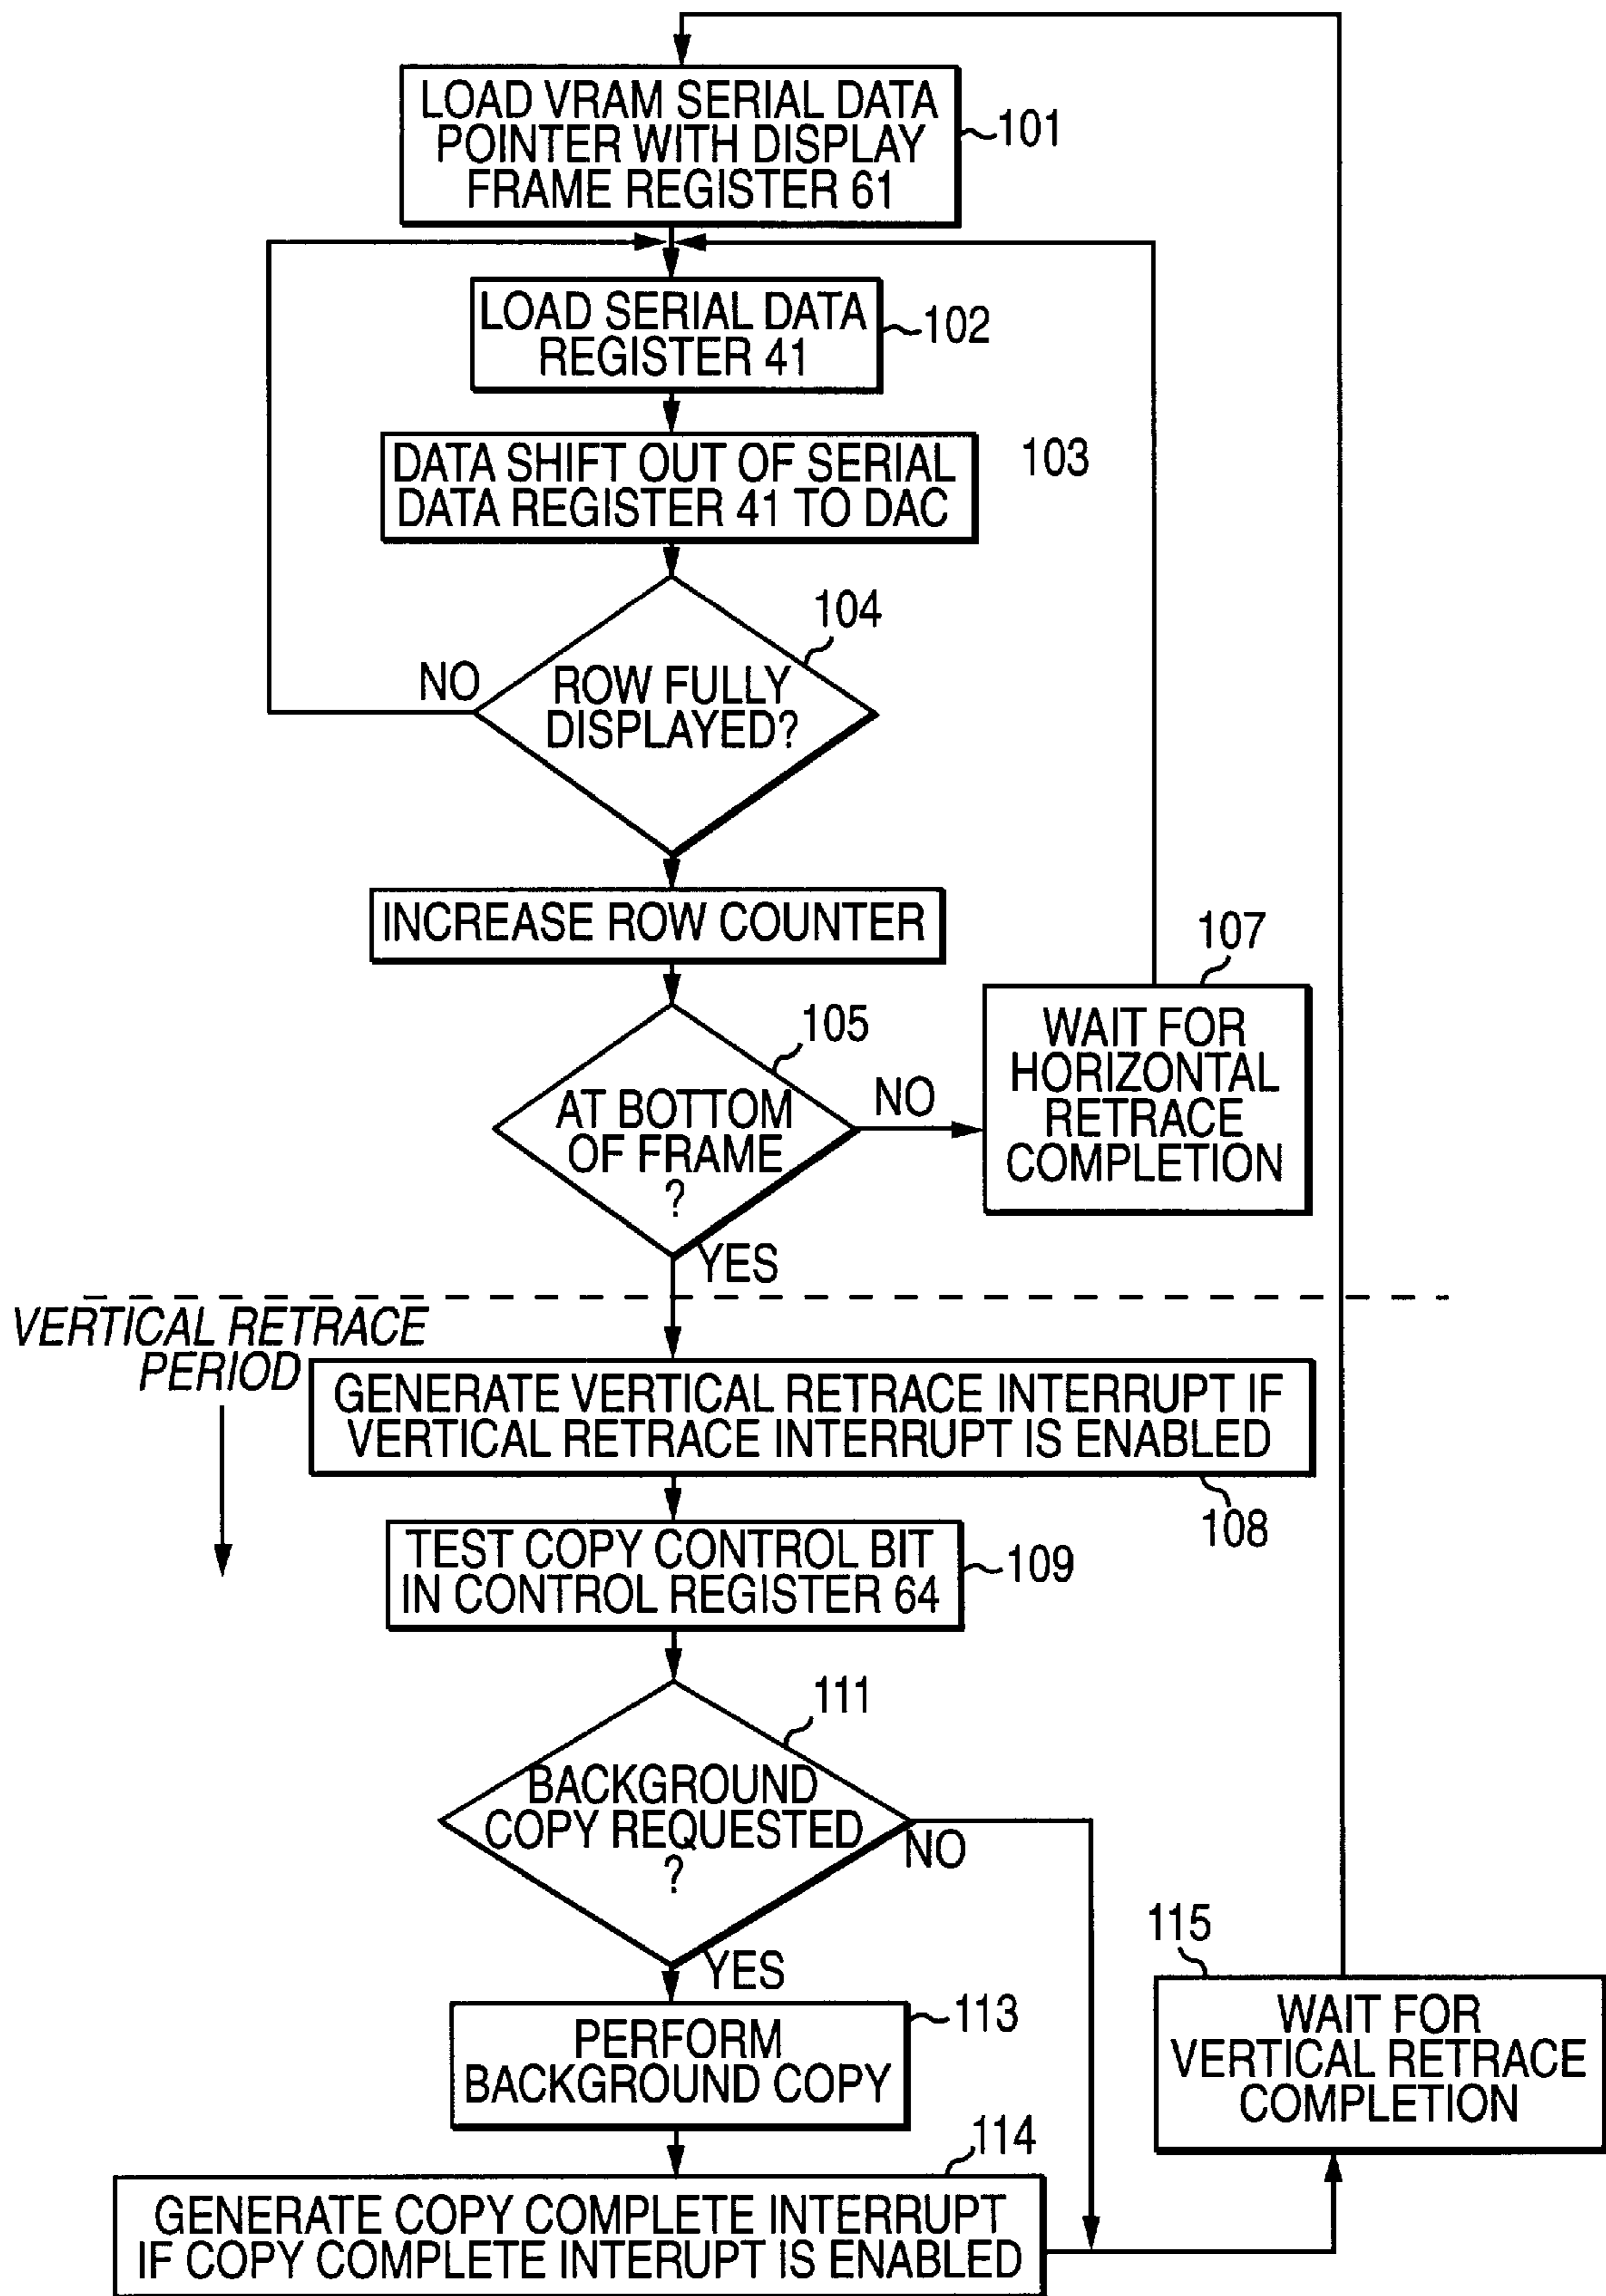 LOAD VRAM SERIAL DATA
POINTER WITH DISPLAY
FRAME REGISTER 61
101
LOAD SERIAL DATA
REGISTER 41
102
DATA SHIFT OUT OF SERIAL
DATA REGISTER 41 TO DAC
103
104
NO
ROW FULLY
DISPLAYED?
INCREASE ROW COUNTER
107
WAIT FOR
HORIZONTAL
RETRACE
COMPLETION
105
AT BOTTOM
OF FRAME
?
NO
YES
VERTICAL RETRACE
PERIOD
GENERATE VERTICAL RETRACE INTERRUPT IF
VERTICAL RETRACE INTERRUPT IS ENABLED
108
TEST COPY CONTROL BIT
IN CONTROL REGISTER 64
109
111
BACKGROUND
COPY REQUESTED
?
NO
YES
115
WAIT FOR
VERTICAL RETRACE
COMPLETION
PERFORM
BACKGROUND COPY
113
114
GENERATE COPY COMPLETE INTERRUPT
IF COPY COMPLETE INTERUPT IS ENABLED